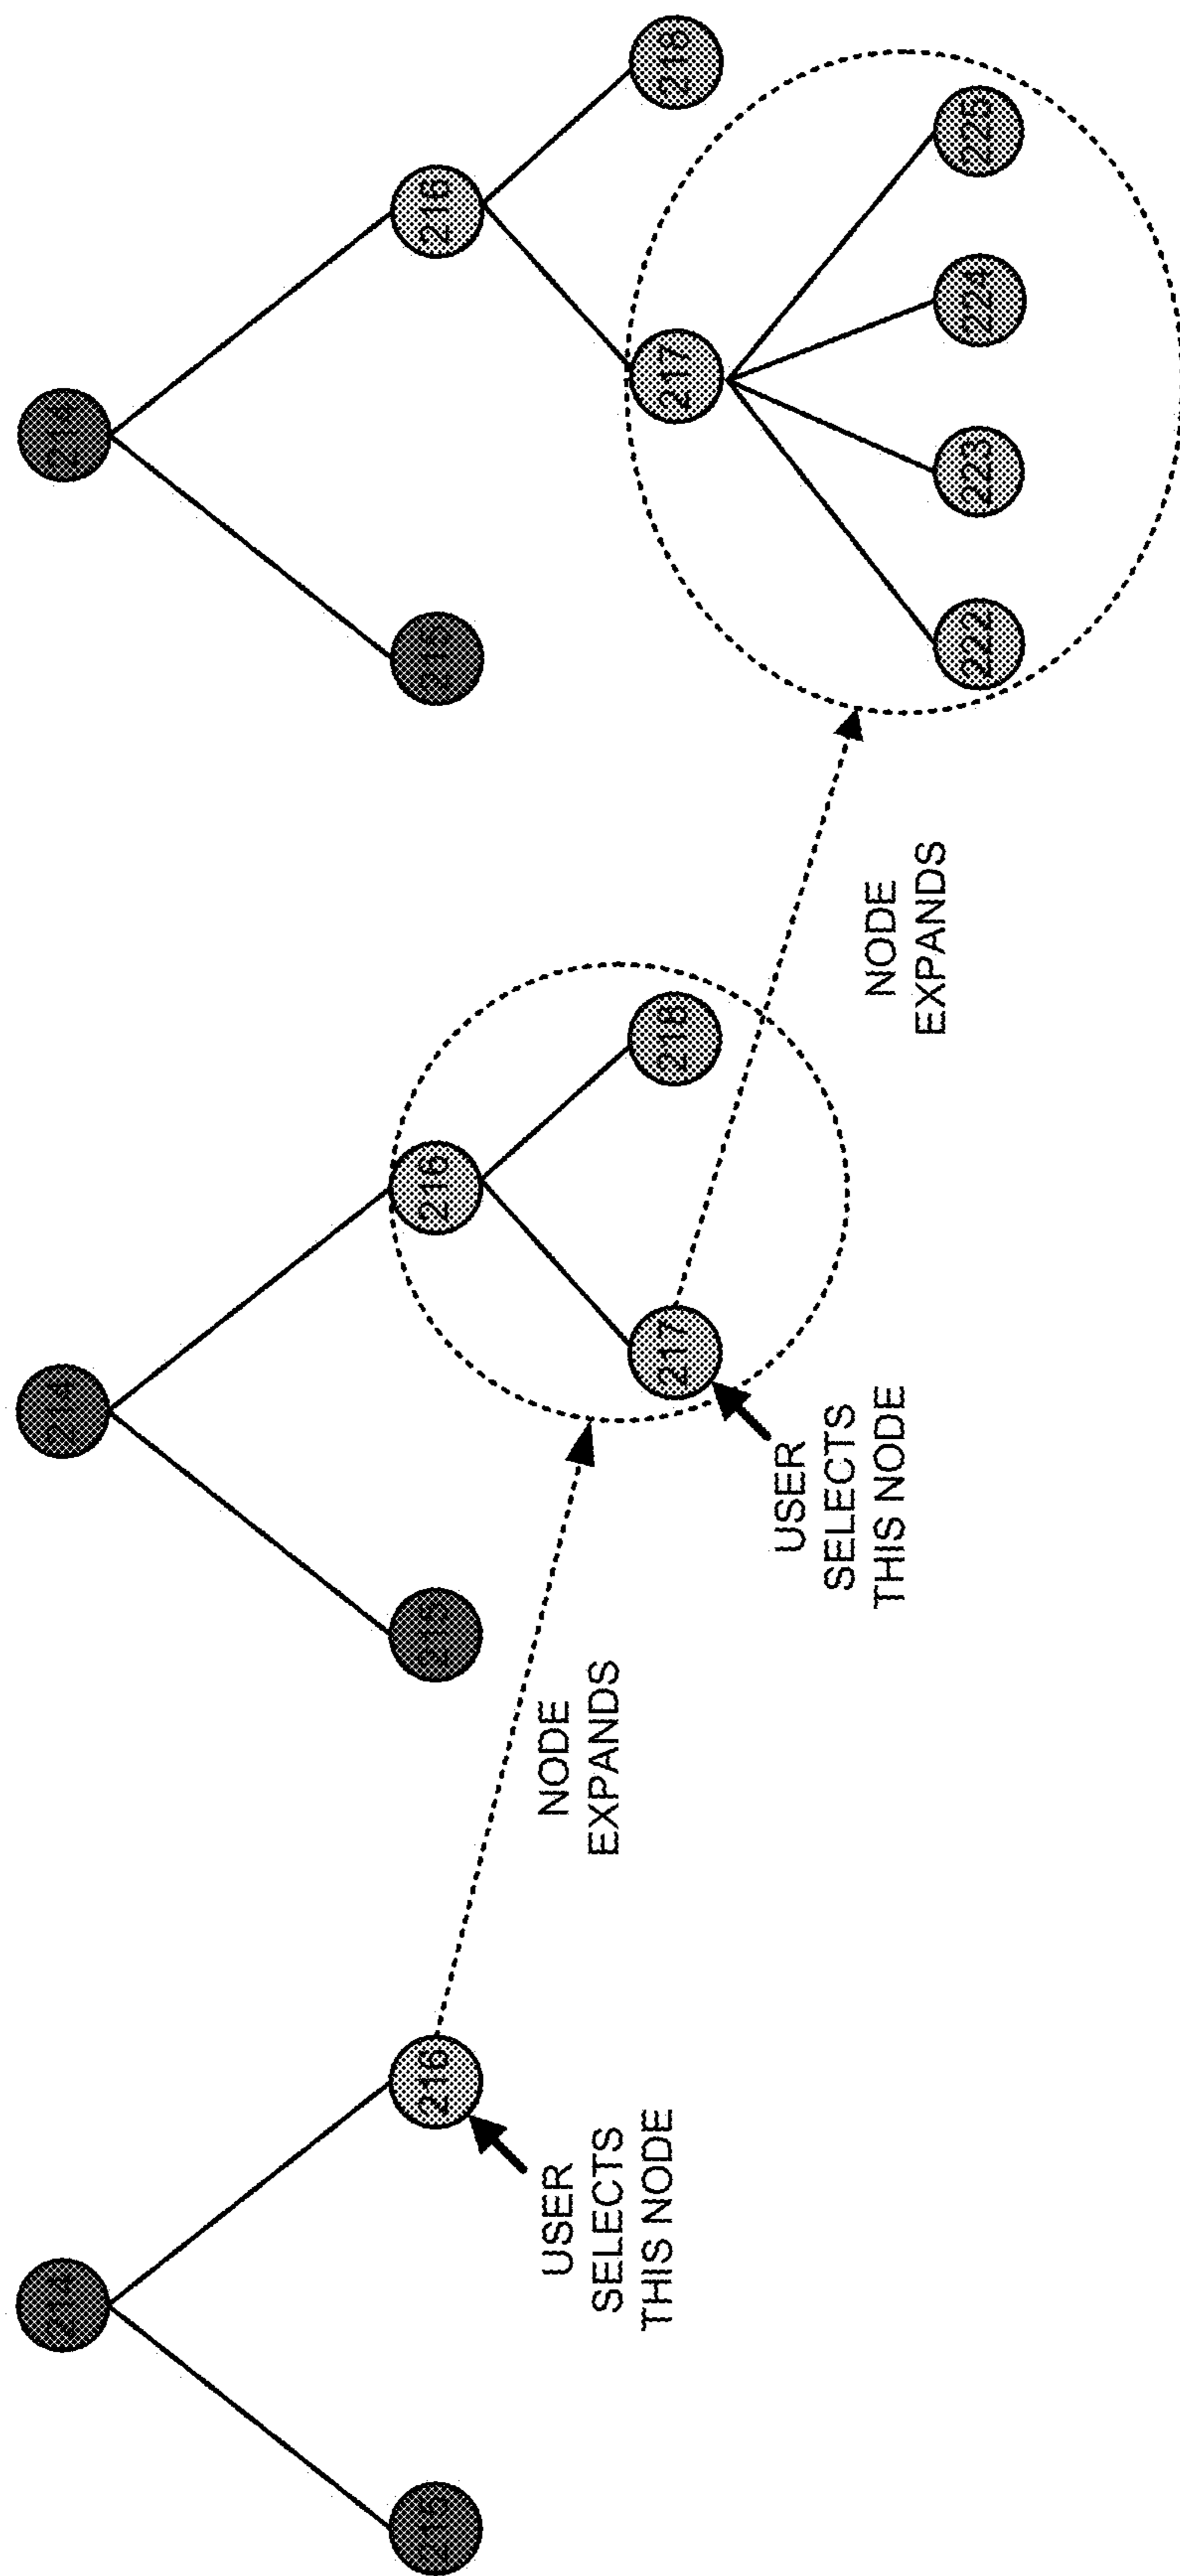 214
215
216
USER
SELECTS
THIS NODE
NODE
EXPANDS
214
215
216
217
218
USER
SELECTS
THIS NODE
NODE
EXPANDS
214
215
216
217
218
222
223
224
225